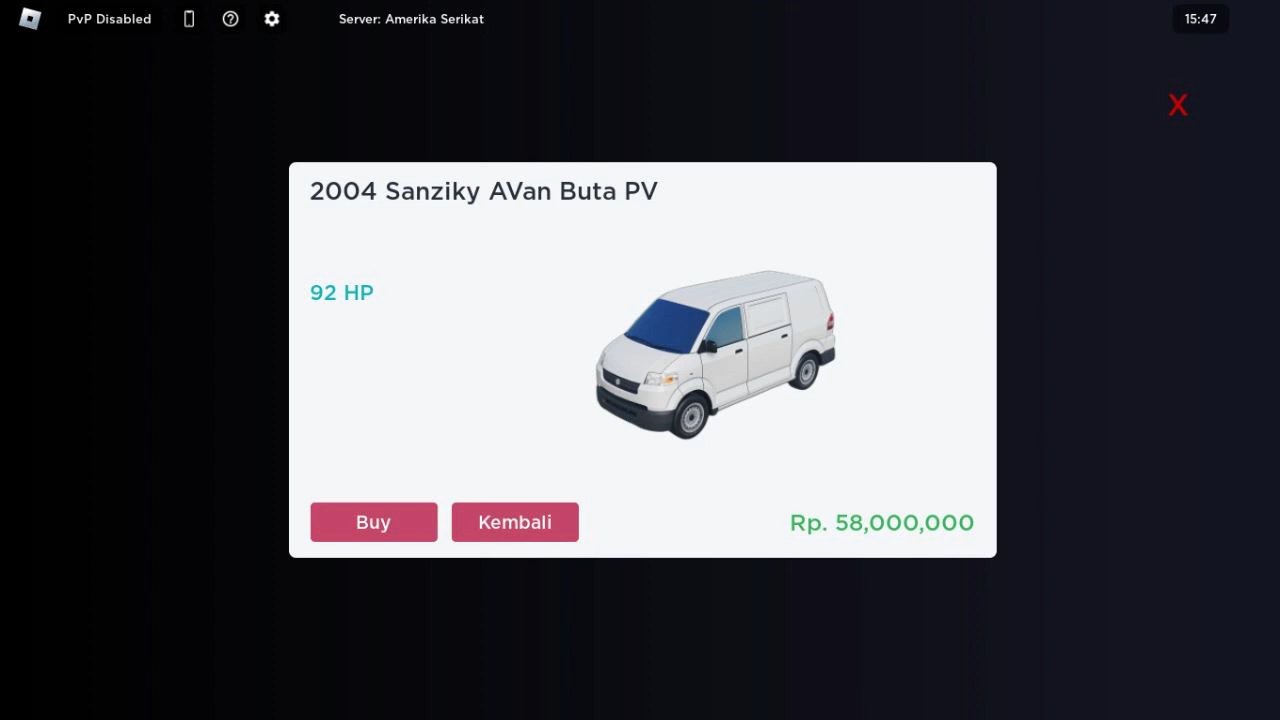 PvP Disabled
Server: Amerika Serikat
15:47
X
2004 Sanziky AVan Buta PV
92 HP
Buy
Kembali
Rp. 58,000,000